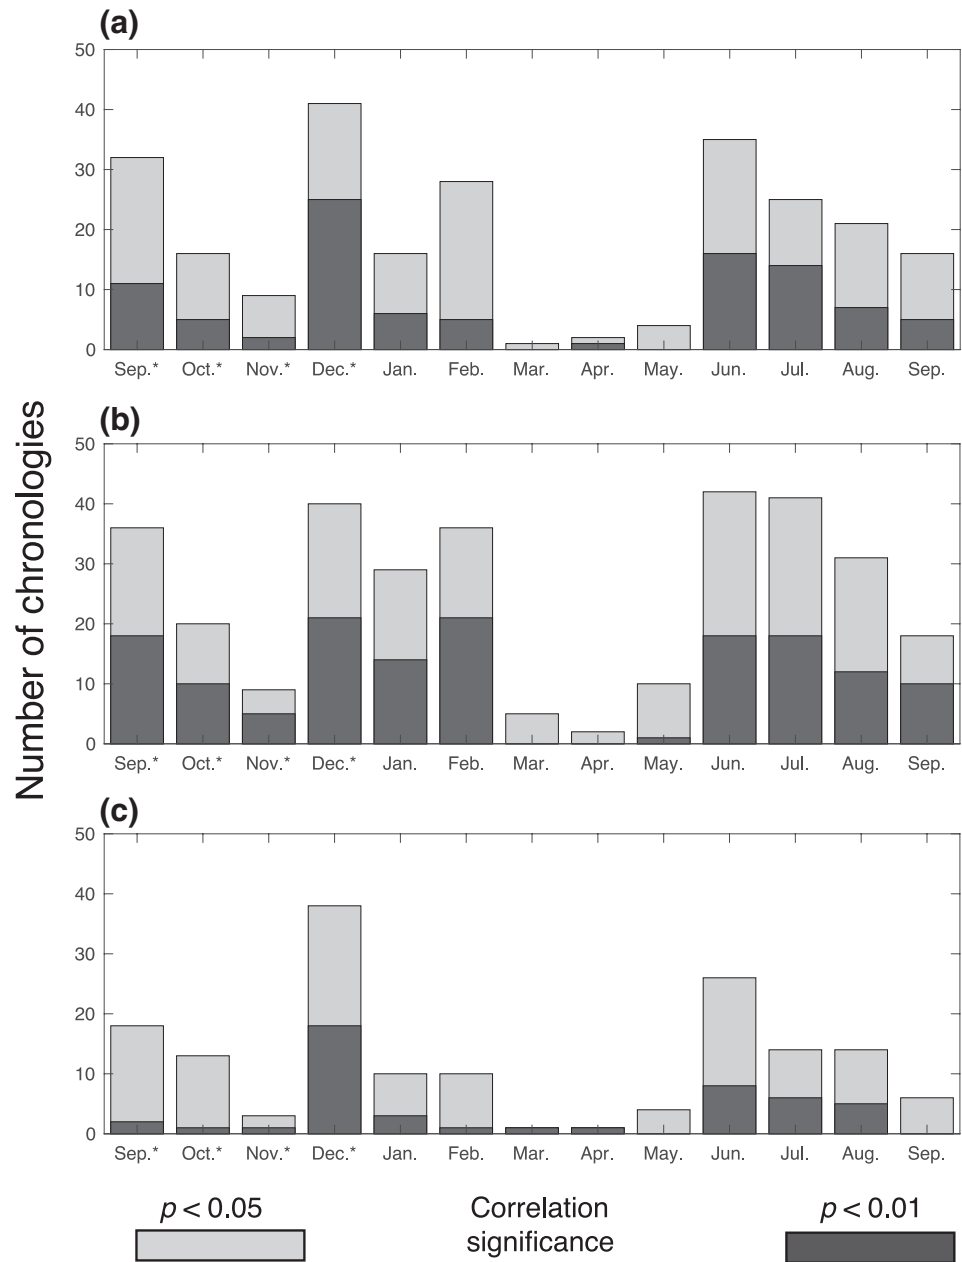 (a)
50
40
30
20
10
0
Sep.* Oct.* Nov.* Dec.* Jan. Feb. Mar. Apr. May. Jun. Jul. Aug. Sep.
Number of chronologies
(b)
50
40
30
20
10
0
Sep.* Oct.* Nov.* Dec.* Jan. Feb. Mar. Apr. May. Jun. Jul. Aug. Sep.
(c)
50
40
30
20
10
0
Sep.* Oct.* Nov.* Dec.* Jan. Feb. Mar. Apr. May. Jun. Jul. Aug. Sep.
p < 0.05
Correlation
significance
p < 0.01